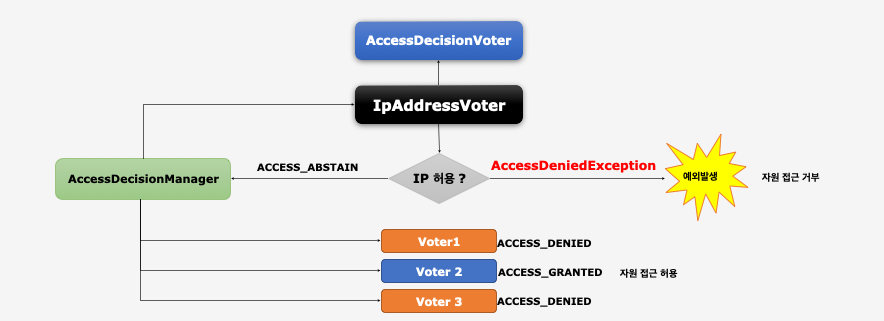 AccessDecisionVoter
IpAddressVoter
AccessDecisionManager
ACCESS_ABSTAIN
IP 허용 ?
AccessDeniedException
예외발생
자원 접근 거부
Voter1
ACCESS_DENIED
Voter 2
ACCESS_GRANTED
자원 접근 허용
Voter 3
ACCESS_DENIED